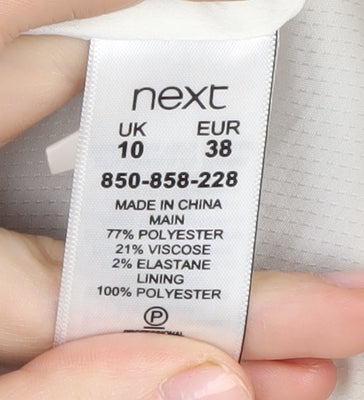 next
UK EUR
10 38
850-858-228
MADE IN CHINA
MAIN
77% POLYESTER
21% VISCOSE
2% ELASTANE
LINING
100% POLYESTER
P